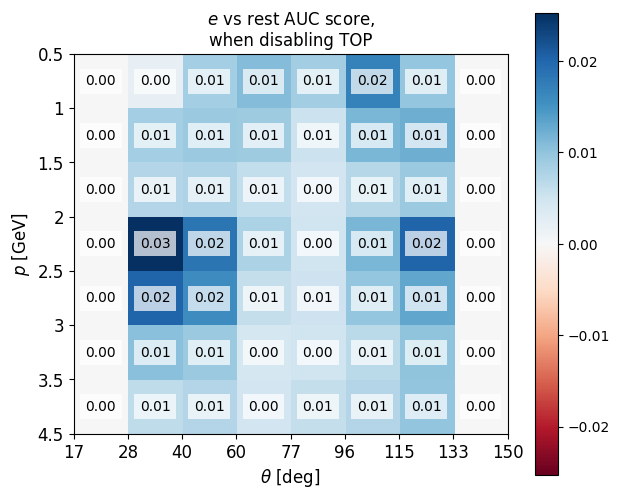 e vs rest AUC score,
when disabling TOP
0.5
1
1.5
2
2.5
3
3.5
4.5
p [GeV]
0.00 0.00 0.01 0.01 0.01 0.02 0.01 0.00
0.00 0.01 0.01 0.01 0.01 0.01 0.01 0.00
0.00 0.01 0.01 0.01 0.00 0.01 0.01 0.00
0.00 0.03 0.02 0.01 0.00 0.01 0.02 0.00
0.00 0.02 0.02 0.01 0.01 0.01 0.01 0.00
0.00 0.01 0.01 0.00 0.00 0.01 0.01 0.00
0.00 0.01 0.01 0.00 0.01 0.01 0.01 0.00
17 28 40 60 77 96 115 133 150
θ [deg]
0.02
0.01
0.00
−0.01
−0.02